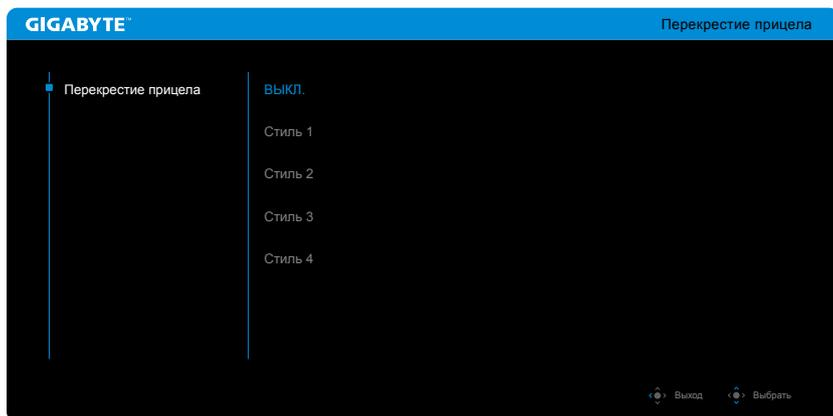 GIGABYTE™ Перекрестие прицела
Перекрестие прицела ВЫКЛ.
Стиль 1
Стиль 2
Стиль 3
Стиль 4
Выход Выбрать